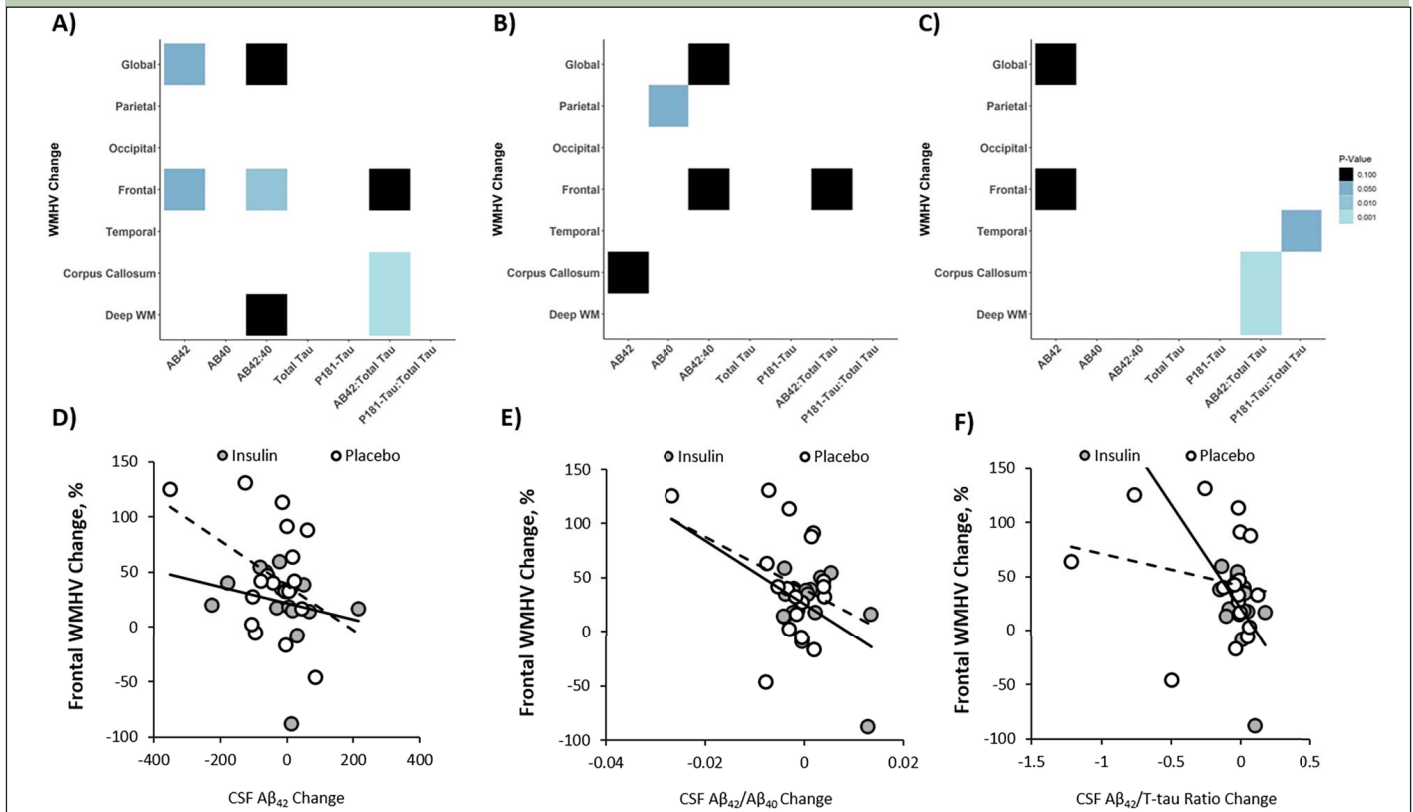 A)
Global
Parietal
Occipital
Frontal
Temporal
Corpus Callosum
Deep WM
WMHV Change
AB42
AB40
AB42:40
Total Tau
P181-Tau
AB42:Total Tau
P181-Tau:Total Tau
B)
Global
Parietal
Occipital
Frontal
Temporal
Corpus Callosum
Deep WM
WMHV Change
AB42
AB40
AB42:40
Total Tau
P181-Tau
AB42:Total Tau
P181-Tau:Total Tau
C)
Global
Parietal
Occipital
Frontal
Temporal
Corpus Callosum
Deep WM
WMHV Change
AB42
AB40
AB42:40
Total Tau
P181-Tau
AB42:Total Tau
P181-Tau:Total Tau
P-Value
0.100
0.050
0.010
0.001
D)
Insulin Placebo
Frontal WMHV Change, %
150
100
50
0
-50
-100
-400 -200 0 200 400
CSF Aβ₄₂ Change
E)
Insulin Placebo
Frontal WMHV Change, %
150
100
50
0
-50
-100
-0.04 -0.02 0 0.02
CSF Aβ₄₂/Aβ₄₀ Change
F)
Insulin Placebo
Frontal WMHV Change, %
150
100
50
0
-50
-100
-1.5 -1 -0.5 0 0.5
CSF Aβ₄₂/T-tau Ratio Change